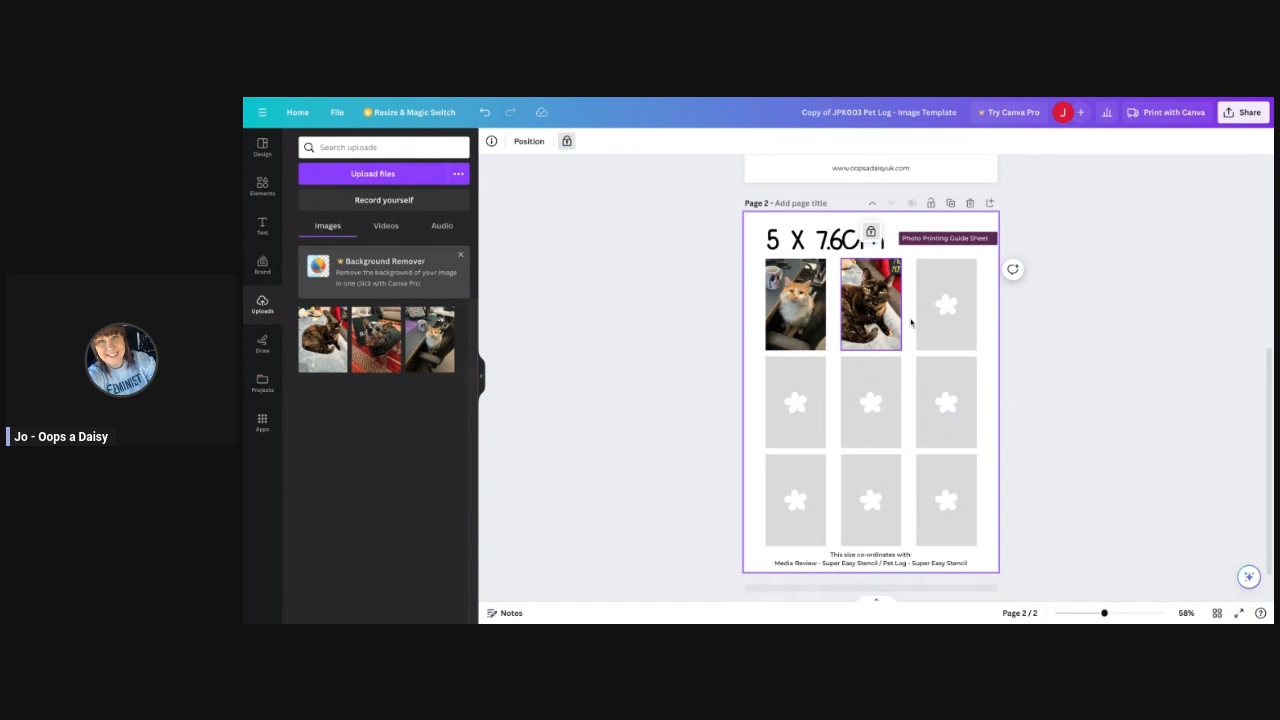 Home File Resize & Magic Switch Copy of JPK003 Pet Log - Image Template Try Canva Pro J + Print with Canva Share
Design
Elements
Text
Brand
Uploads
Draw
Projects
Apps
Search uploads
Upload files
Record yourself
Images Videos Audio
Background Remover
Remove the background of your image
in one click with Canva Pro.
Position
www.oopsadaisyuk.com
Page 2 - Add page title
5 X 7.6CM
Photo Printing Guide Sheet
This size co-ordinates with:
Media Review - Super Easy Stencil / Pet Log - Super Easy Stencil
Notes Page 2 / 2 58%
FEMINIST
Jo - Oops a Daisy